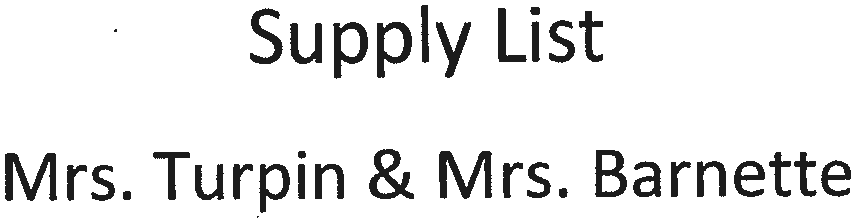 Supply List
Mrs. Turpin & Mrs. Barnette